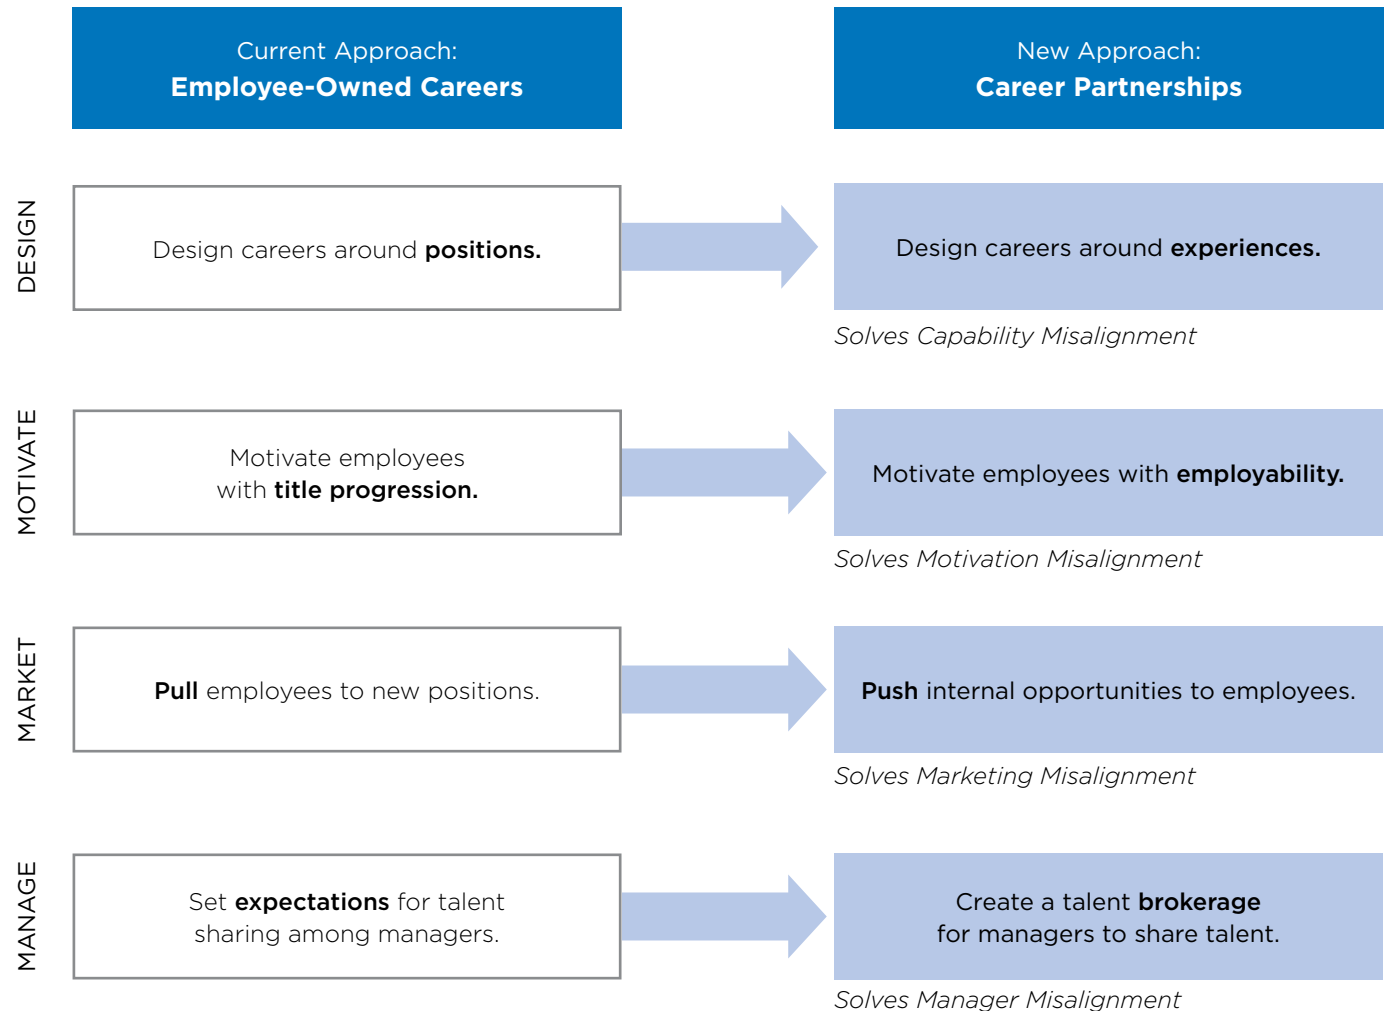 Current Approach:
Employee-Owned Careers
New Approach:
Career Partnerships
DESIGN
Design careers around positions.
Design careers around experiences.
Solves Capability Misalignment
MOTIVATE
Motivate employees
with title progression.
Motivate employees with employability.
Solves Motivation Misalignment
MARKET
Pull employees to new positions.
Push internal opportunities to employees.
Solves Marketing Misalignment
MANAGE
Set expectations for talent
sharing among managers.
Create a talent brokerage
for managers to share talent.
Solves Manager Misalignment